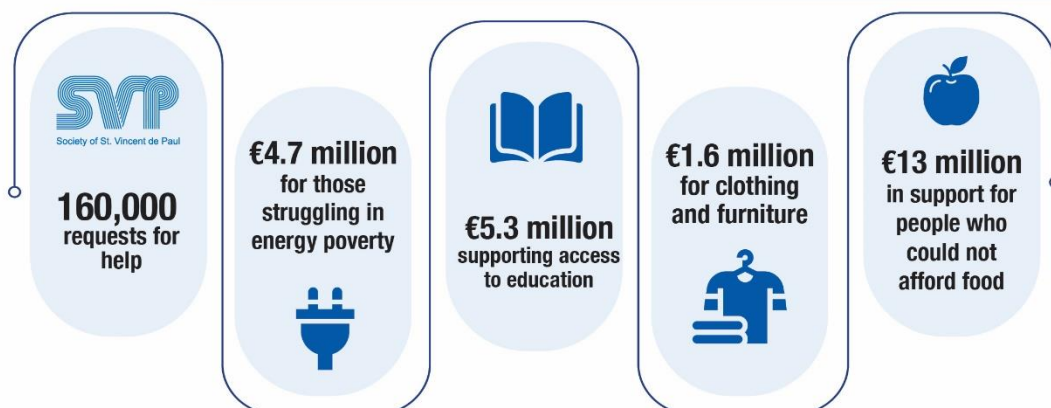 SVP
Society of St. Vincent de Paul
160,000
requests for
help
€4.7 million
for those
struggling in
energy poverty
€5.3 million
supporting access
to education
€1.6 million
for clothing
and furniture
€13 million
in support for
people who
could not
afford food